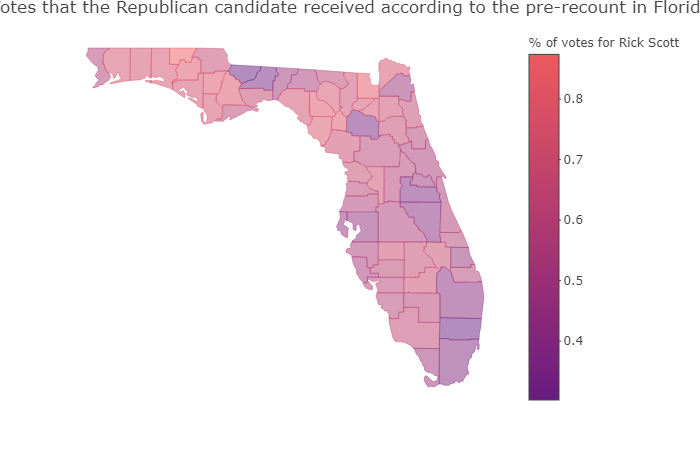 otes that the Republican candidate received according to the pre-recount in Florid
% of votes for Rick Scott
0.8
0.7
0.6
0.5
0.4